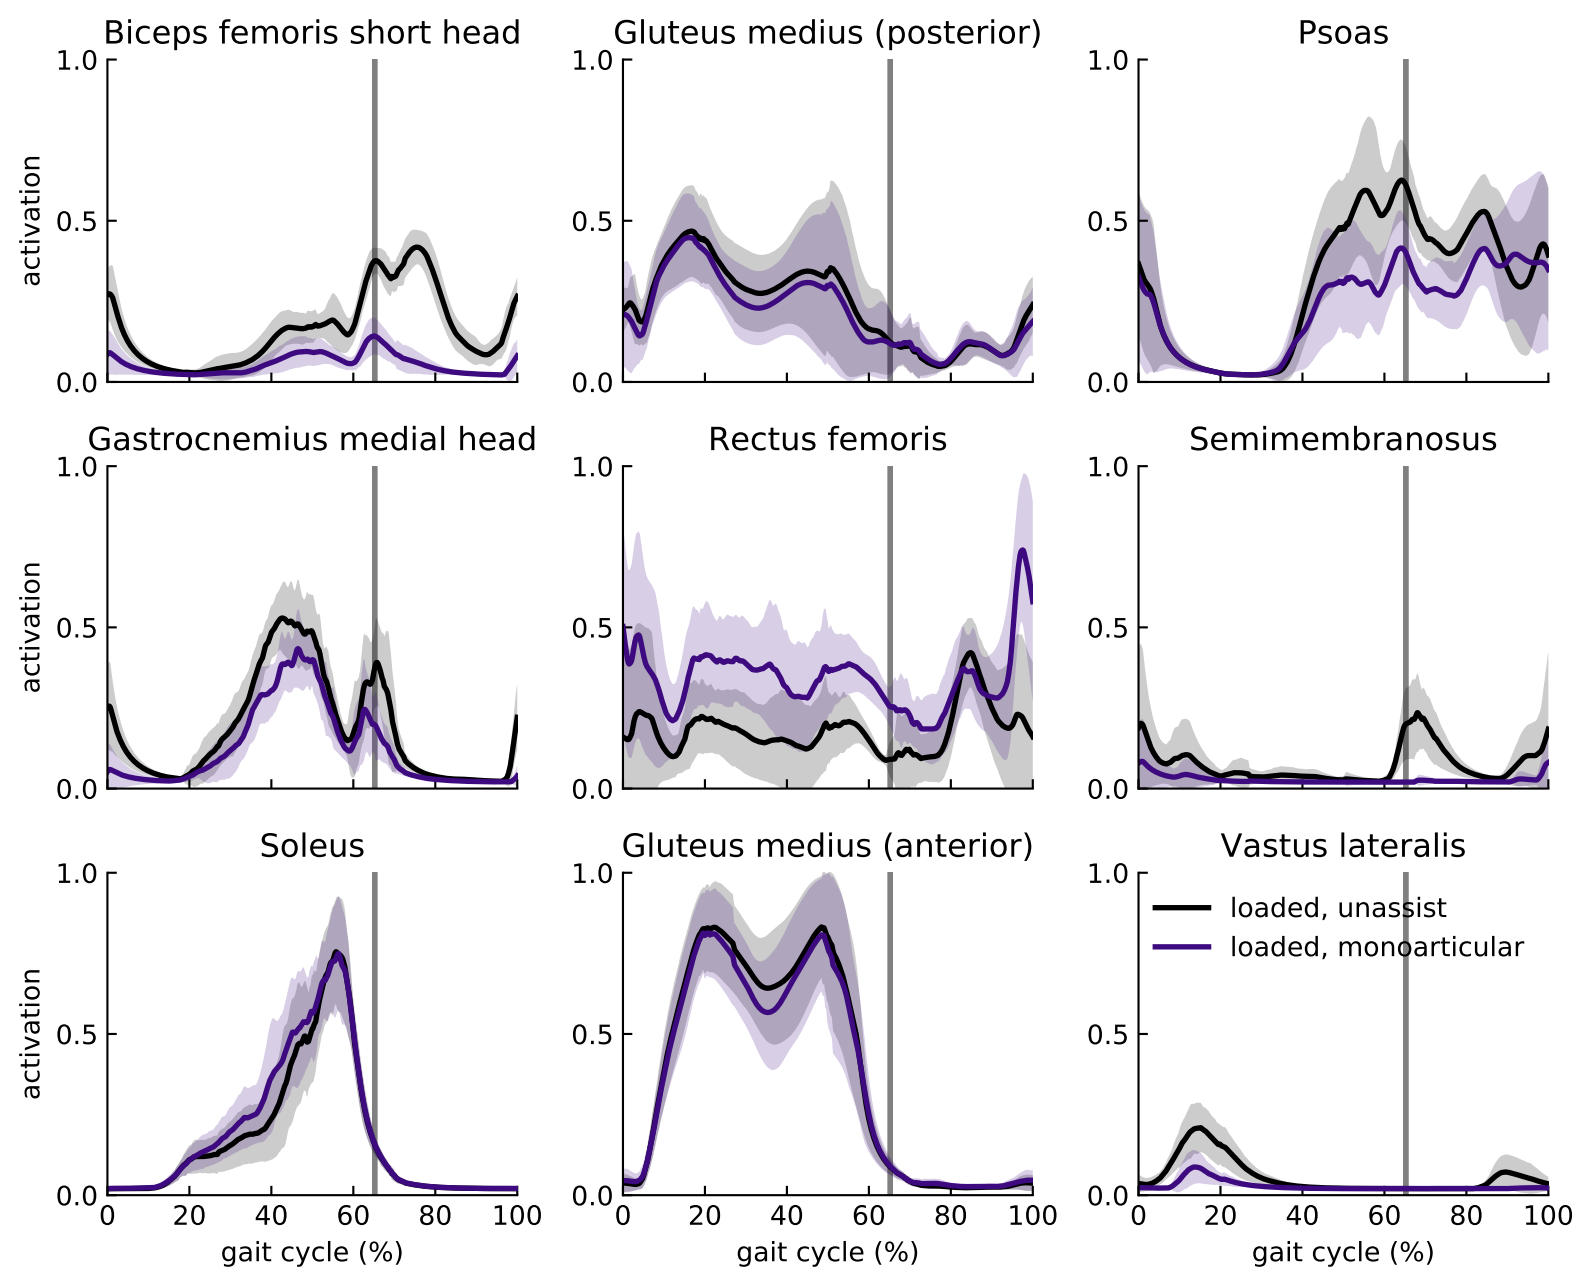 Biceps femoris short head
Gluteus medius (posterior)
Psoas
1.0
0.5
0.0
activation
1.0
0.5
0.0
1.0
0.5
0.0
Gastrocnemius medial head
Rectus femoris
Semimembranosus
1.0
0.5
0.0
activation
1.0
0.5
0.0
1.0
0.5
0.0
Soleus
Gluteus medius (anterior)
Vastus lateralis
1.0
0.5
0.0
activation
0 20 40 60 80 100
gait cycle (%)
1.0
0.5
0.0
0 20 40 60 80 100
gait cycle (%)
1.0
0.5
0.0
loaded, unassist
loaded, monoarticular
0 20 40 60 80 100
gait cycle (%)